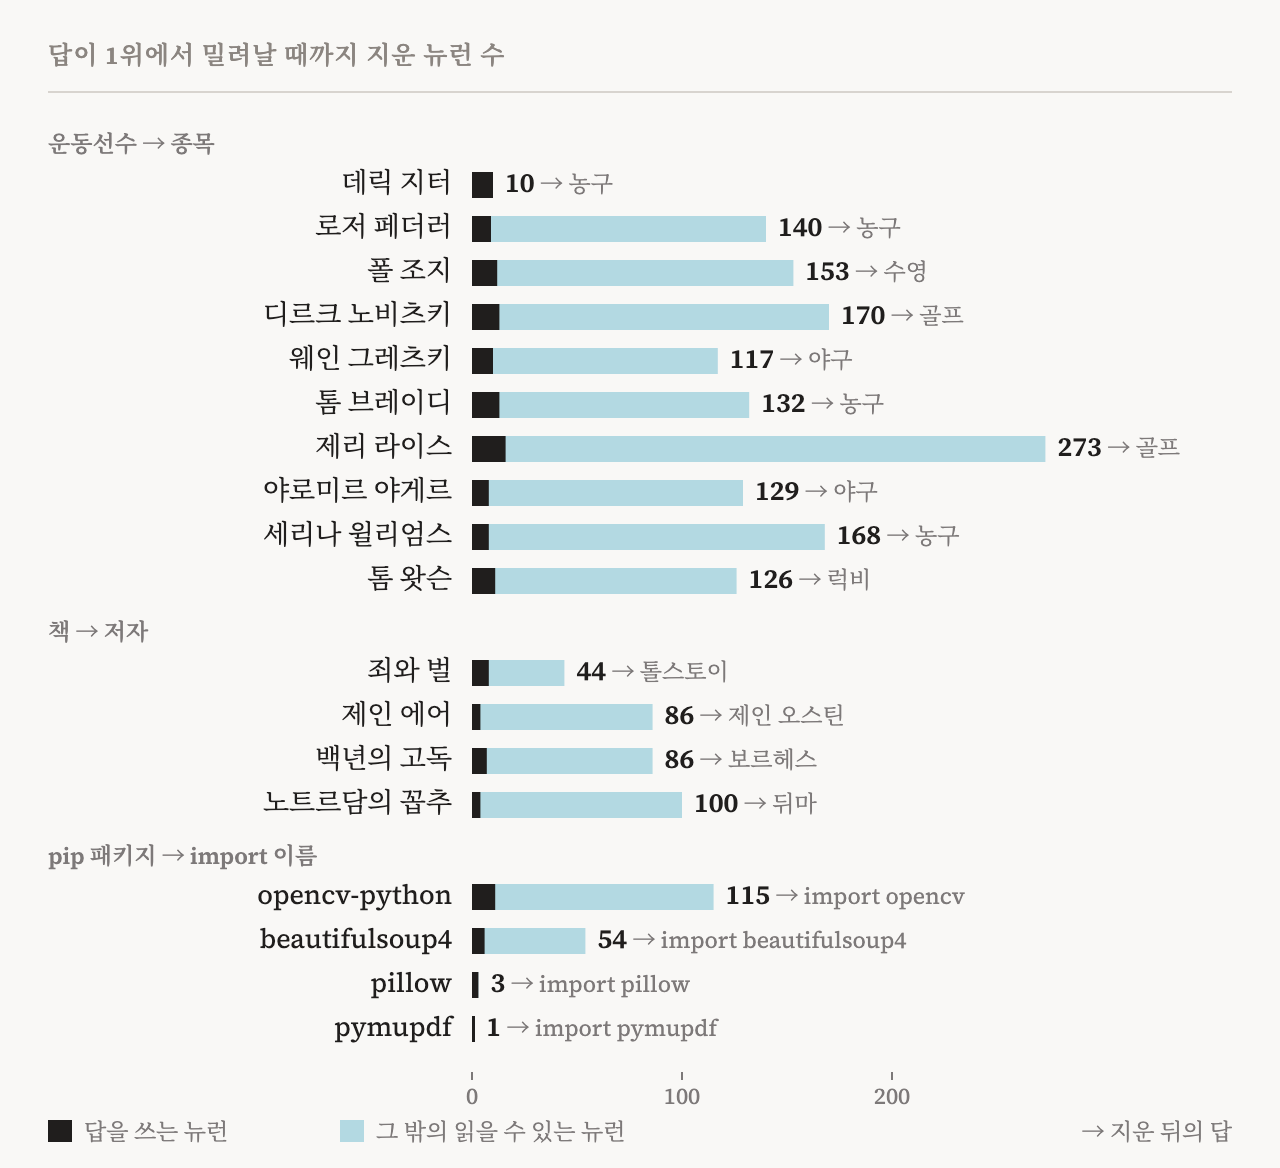 답이 1위에서 밀려날 때까지 지운 뉴런 수
운동선수 → 종목
데릭 지터 10 → 농구
로저 페더러 140 → 농구
폴 조지 153 → 수영
디르크 노비츠키 170 → 골프
웨인 그레츠키 117 → 야구
톰 브레이디 132 → 농구
제리 라이스 273 → 골프
야로미르 야게르 129 → 야구
세리나 윌리엄스 168 → 농구
톰 왓슨 126 → 럭비
책 → 저자
죄와 벌 44 → 톨스토이
제인 에어 86 → 제인 오스틴
백년의 고독 86 → 보르헤스
노트르담의 꼽추 100 → 뒤마
pip 패키지 → import 이름
opencv-python 115 → import opencv
beautifulsoup4 54 → import beautifulsoup4
pillow 3 → import pillow
pymupdf 1 → import pymupdf
0 100 200
답을 쓰는 뉴런 그 밖의 읽을 수 있는 뉴런 → 지운 뒤의 답